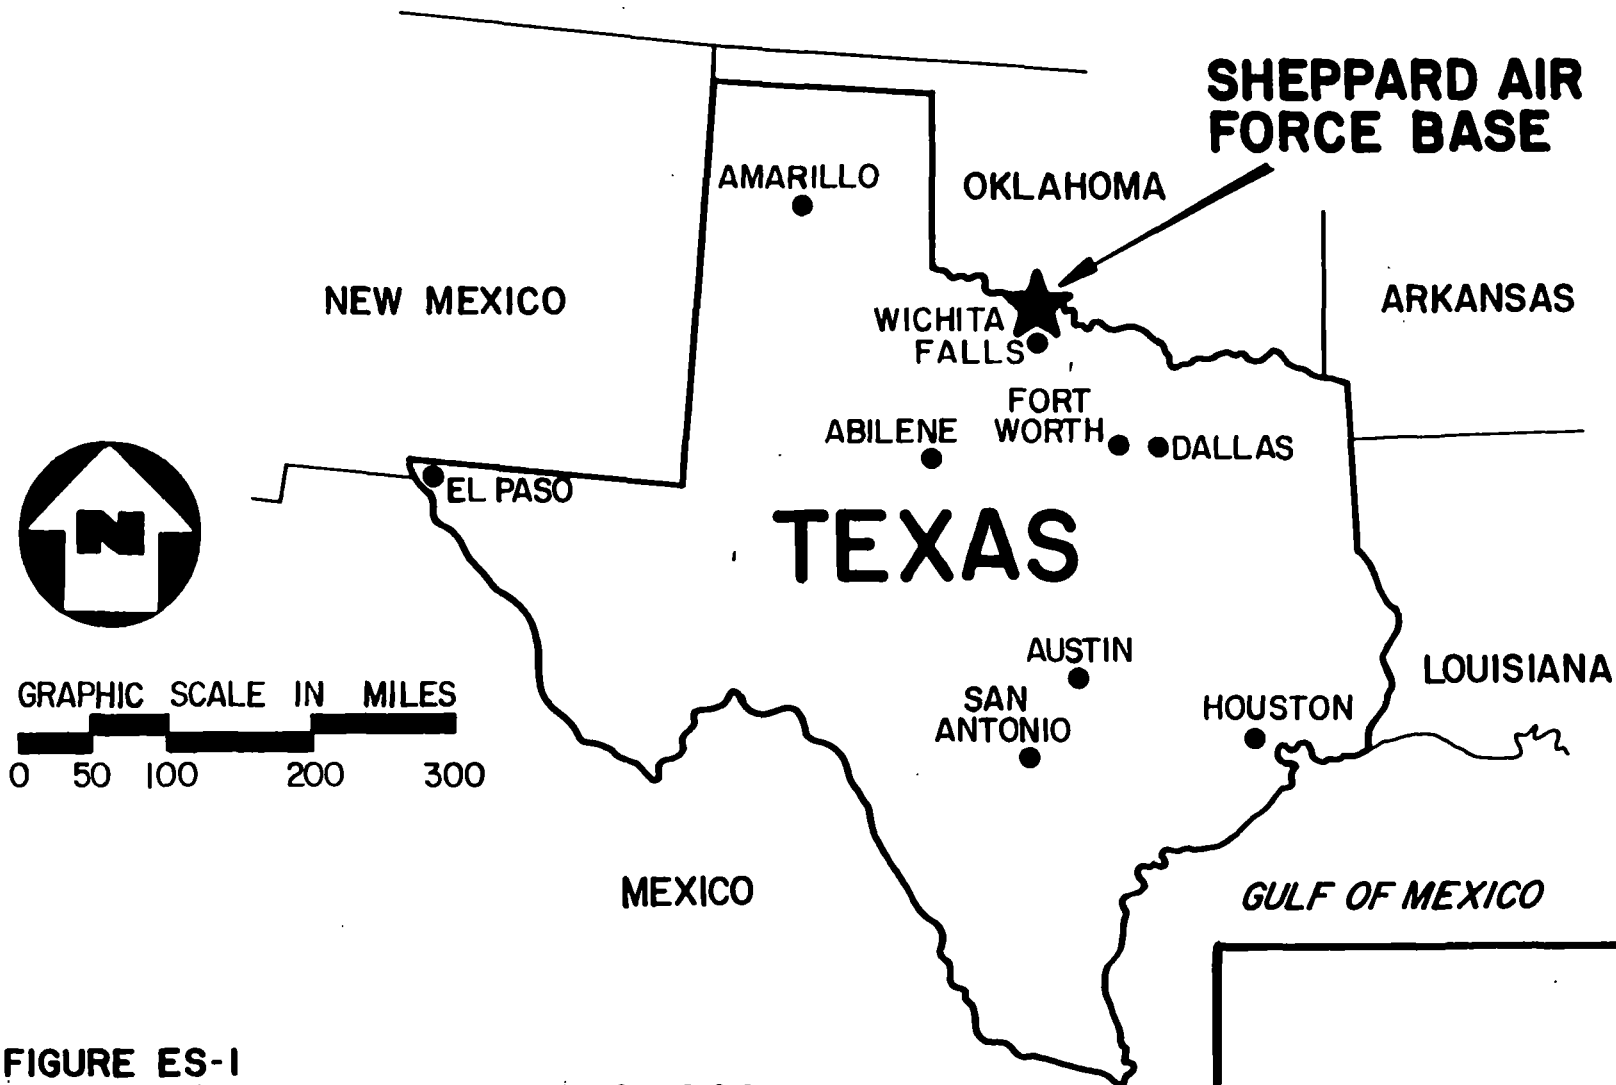 SHEPPARD AIR
FORCE BASE
AMARILLO
OKLAHOMA
NEW MEXICO
ARKANSAS
WICHITA
FALLS
FORT
WORTH
ABILENE
DALLAS
EL PASO
N
TEXAS
AUSTIN
LOUISIANA
GRAPHIC SCALE IN MILES
SAN
ANTONIO
HOUSTON
0 50 100 200 300
MEXICO
GULF OF MEXICO
FIGURE ES-1